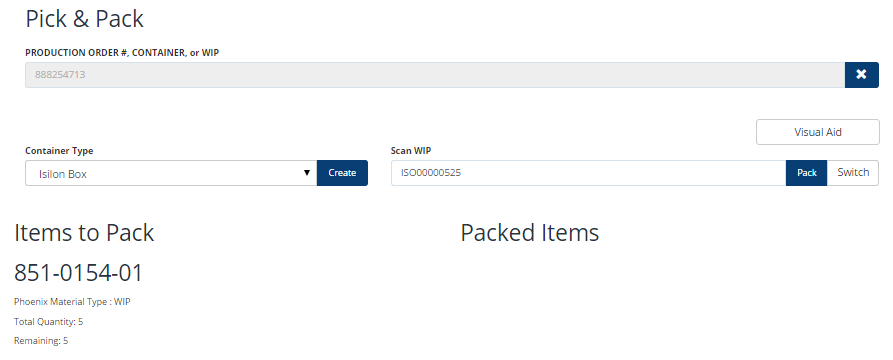 Pick & Pack
PRODUCTION ORDER #, CONTAINER, or WIP
888254713
Visual Aid
Container Type
Scan WIP
Isilon Box
Create
ISO00000525
Pack
Switch
Items to Pack
Packed Items
851-0154-01
Phoenix Material Type : WIP
Total Quantity: 5
Remaining: 5